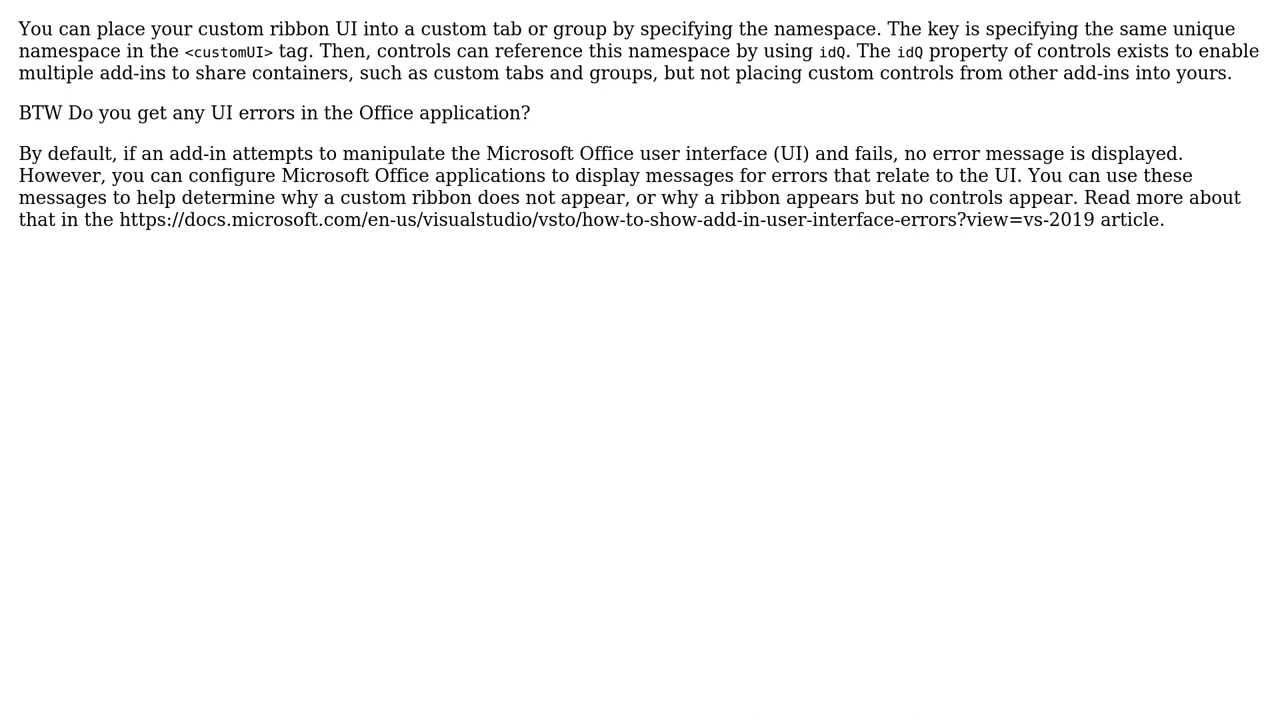 You can place your custom ribbon UI into a custom tab or group by specifying the namespace. The key is specifying the same unique
namespace in the <customUI> tag. Then, controls can reference this namespace by using idQ. The idQ property of controls exists to enable
multiple add-ins to share containers, such as custom tabs and groups, but not placing custom controls from other add-ins into yours.
BTW Do you get any UI errors in the Office application?
By default, if an add-in attempts to manipulate the Microsoft Office user interface (UI) and fails, no error message is displayed.
However, you can configure Microsoft Office applications to display messages for errors that relate to the UI. You can use these
messages to help determine why a custom ribbon does not appear, or why a ribbon appears but no controls appear. Read more about
that in the https://docs.microsoft.com/en-us/visualstudio/vsto/how-to-show-add-in-user-interface-errors?view=vs-2019 article.